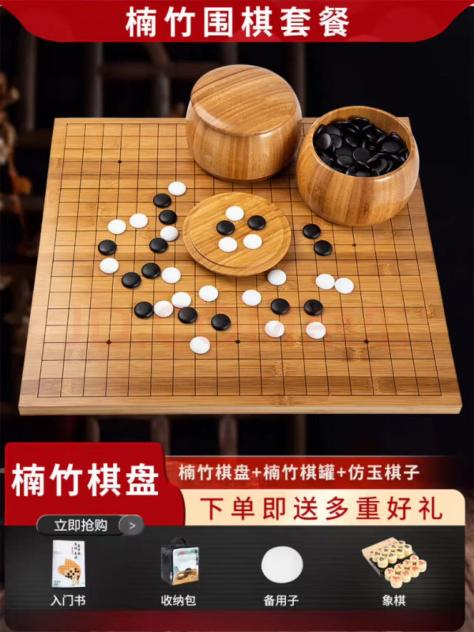 楠竹围棋套餐
楠竹棋盘
楠竹棋盘+楠竹棋罐+仿玉棋子
下单即送多重好礼
立即抢购 >
入门书
收纳包
备用子
象棋